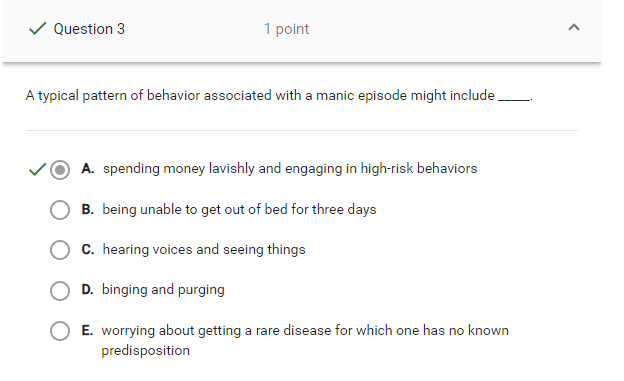 Question 3 1 point
A typical pattern of behavior associated with a manic episode might include _____.
A. spending money lavishly and engaging in high-risk behaviors
B. being unable to get out of bed for three days
C. hearing voices and seeing things
D. binging and purging
E. worrying about getting a rare disease for which one has no known
predisposition